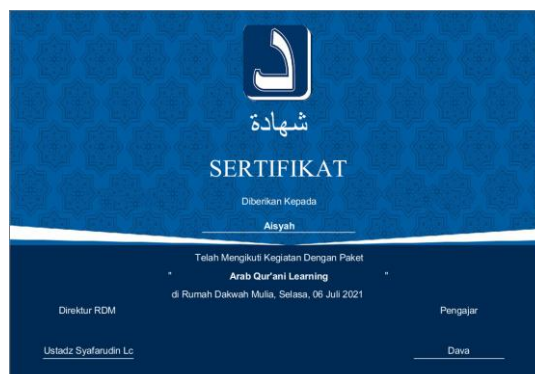 د
شهادة
SERTIFIKAT
Diberikan Kepada
Aisyah
Telah Mengikuti Kegiatan Dengan Paket
" Arab Qur'ani Learning "
di Rumah Dakwah Mulia, Selasa, 06 Juli 2021
Direktur RDM Pengajar
Ustadz Syafarudin Lc Dava